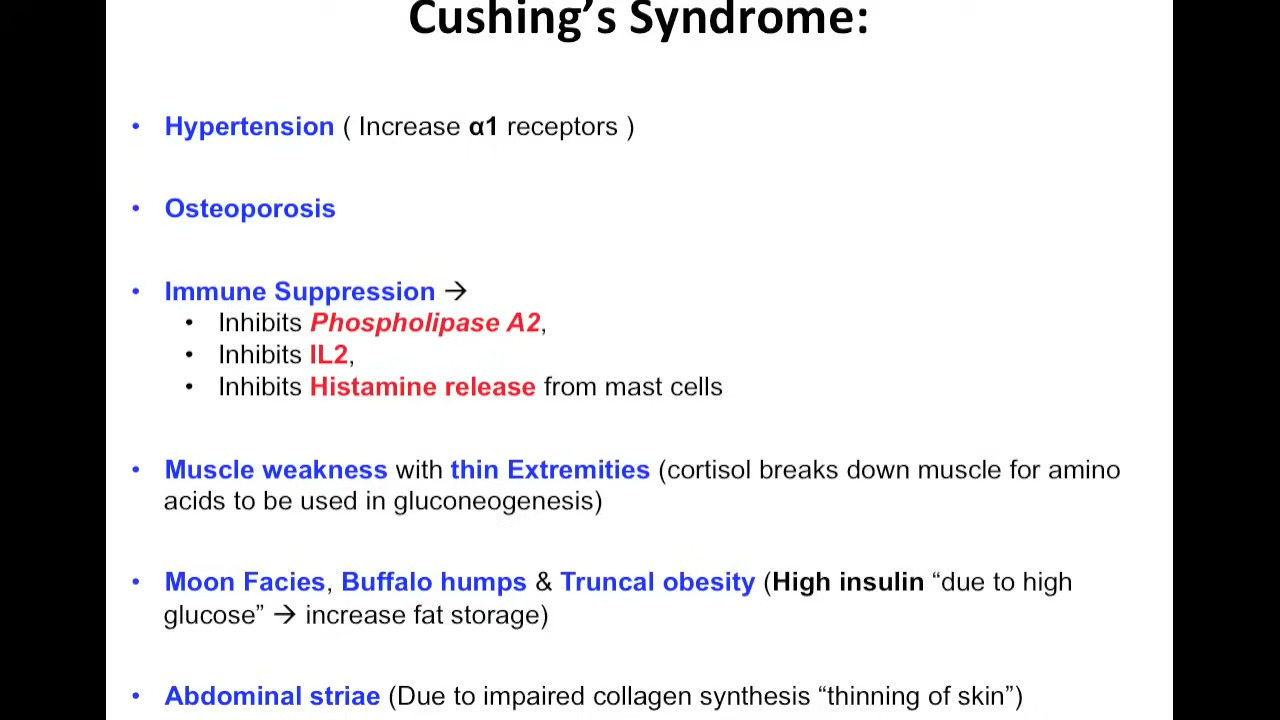 Cushing’s Syndrome:
• Hypertension ( Increase α1 receptors )
• Osteoporosis
• Immune Suppression →
• Inhibits Phospholipase A2,
• Inhibits IL2,
• Inhibits Histamine release from mast cells
• Muscle weakness with thin Extremities (cortisol breaks down muscle for amino
acids to be used in gluconeogenesis)
• Moon Facies, Buffalo humps & Truncal obesity (High insulin “due to high
glucose” → increase fat storage)
• Abdominal striae (Due to impaired collagen synthesis “thinning of skin”)